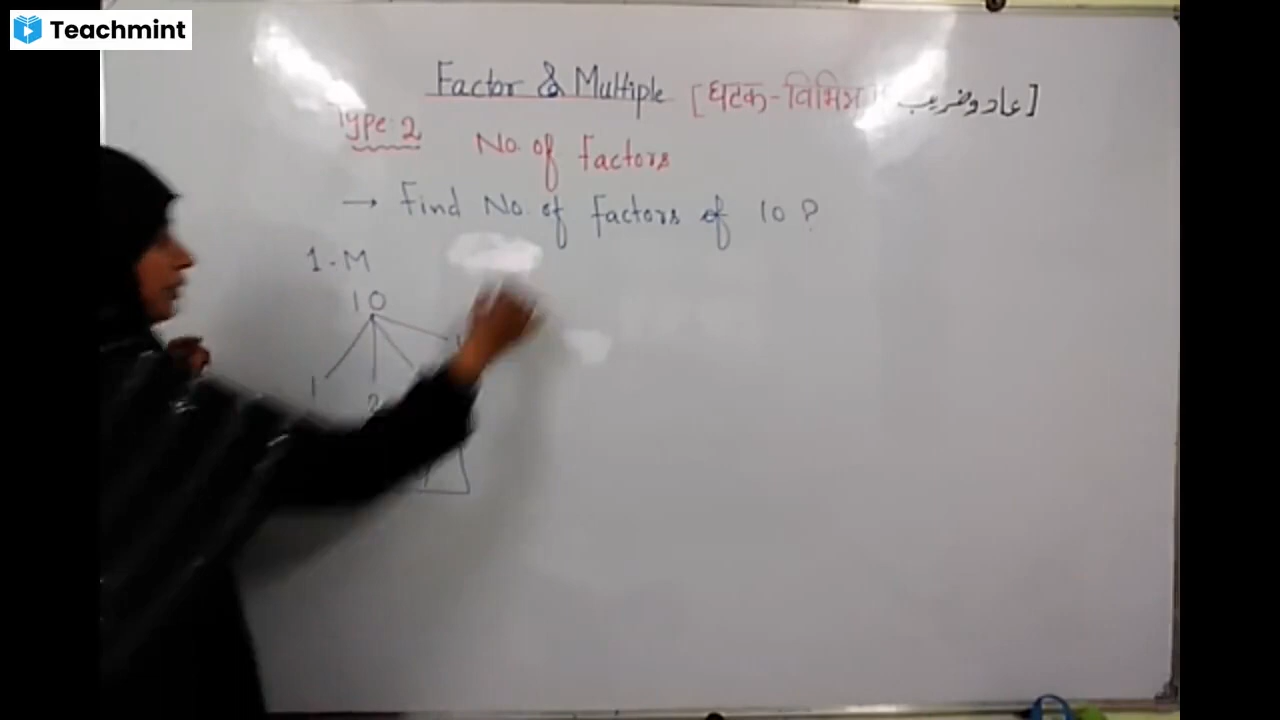 Teachmint
Factor & Multiple [घटक-विभित्र عاد وضریب]
Type 2
No. of factors
→ Find No. of factors of 10 ?
1-M
10
1
2